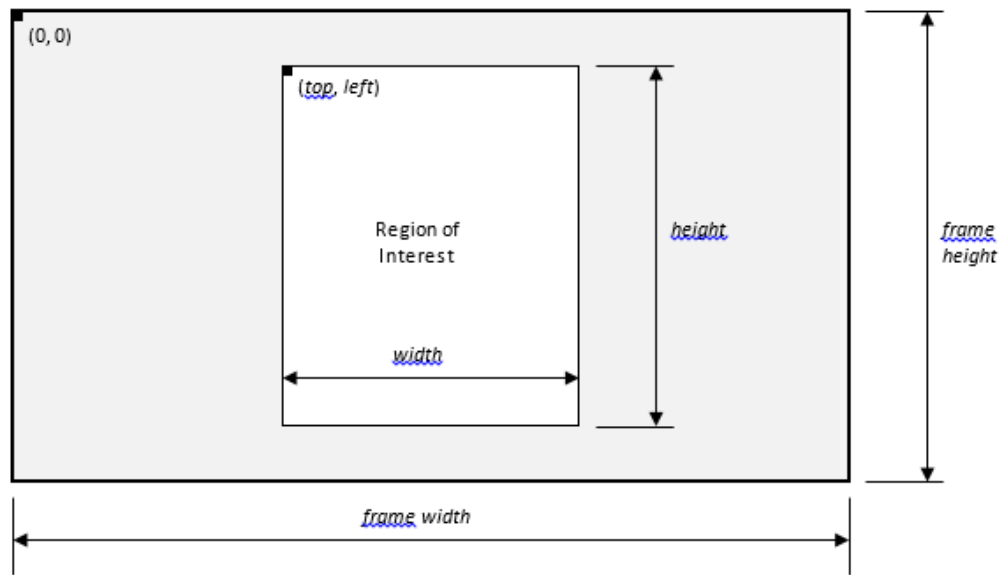 (0, 0)
(top, left)
Region of
Interest
height
frame
height
width
frame width